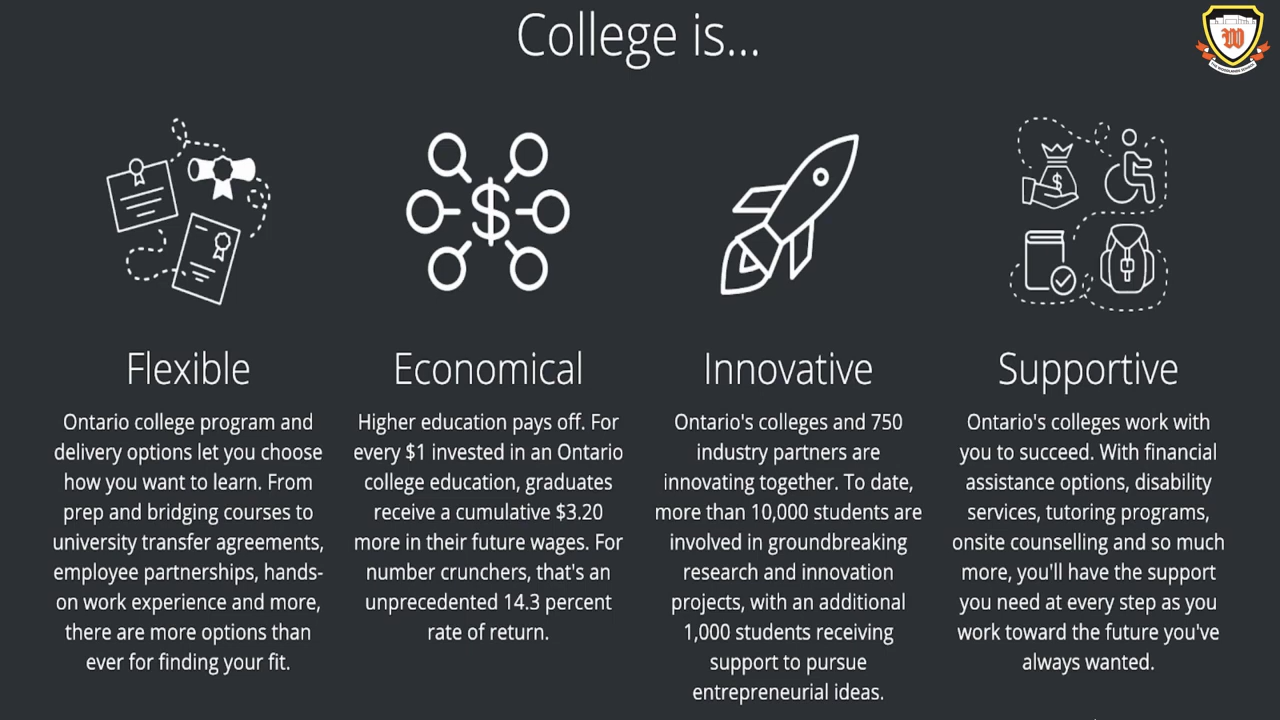 College is...
W
THE WOODLANDS SCHOOL
Flexible
Ontario college program and
delivery options let you choose
how you want to learn. From
prep and bridging courses to
university transfer agreements,
employee partnerships, hands-
on work experience and more,
there are more options than
ever for finding your fit.
$
Economical
Higher education pays off. For
every $1 invested in an Ontario
college education, graduates
receive a cumulative $3.20
more in their future wages. For
number crunchers, that's an
unprecedented 14.3 percent
rate of return.
Innovative
Ontario's colleges and 750
industry partners are
innovating together. To date,
more than 10,000 students are
involved in groundbreaking
research and innovation
projects, with an additional
1,000 students receiving
support to pursue
entrepreneurial ideas.
$
Supportive
Ontario's colleges work with
you to succeed. With financial
assistance options, disability
services, tutoring programs,
onsite counselling and so much
more, you'll have the support
you need at every step as you
work toward the future you've
always wanted.